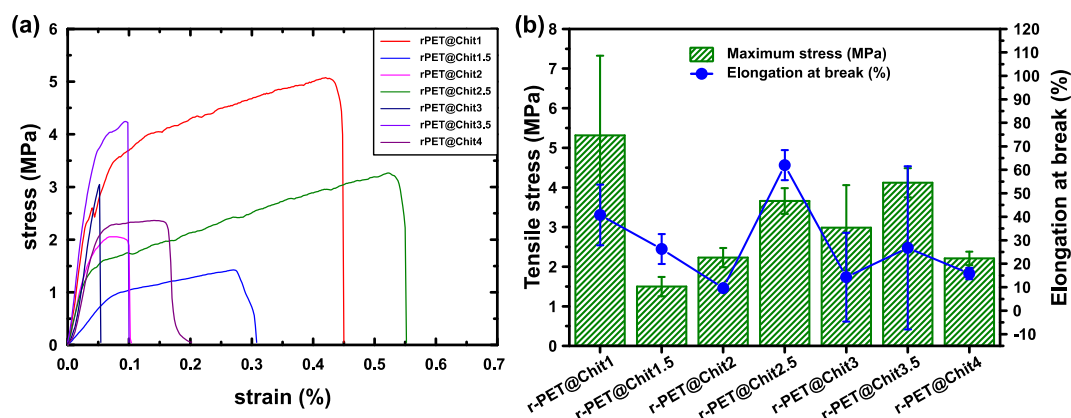 (a)
6
5
4
3
2
1
0
stress (MPa)
0.0 0.1 0.2 0.3 0.4 0.5 0.6 0.7
strain (%)
rPET@Chit1
rPET@Chit1.5
rPET@Chit2
rPET@Chit2.5
rPET@Chit3
rPET@Chit3.5
rPET@Chit4
(b)
8
7
6
5
4
3
2
1
0
Tensile stress (MPa)
Maximum stress (MPa)
Elongation at break (%)
120
110
100
90
80
70
60
50
40
30
20
10
0
-10
Elongation at break (%)
r-PET@Chit1
r-PET@Chit1.5
r-PET@Chit2
r-PET@Chit2.5
r-PET@Chit3
r-PET@Chit3.5
r-PET@Chit4